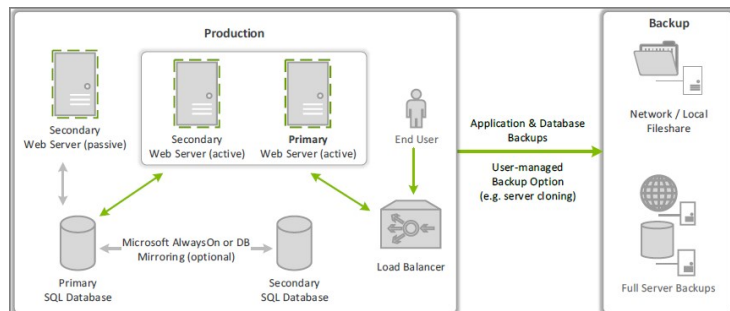 Production
Secondary
Web Server (passive)
Secondary
Web Server (active)
Primary
Web Server (active)
End User
Microsoft AlwaysOn or DB
Mirroring (optional)
Primary
SQL Database
Secondary
SQL Database
Load Balancer
Application & Database
Backups
User-managed
Backup Option
(e.g. server cloning)
Backup
Network / Local
Fileshare
Full Server Backups